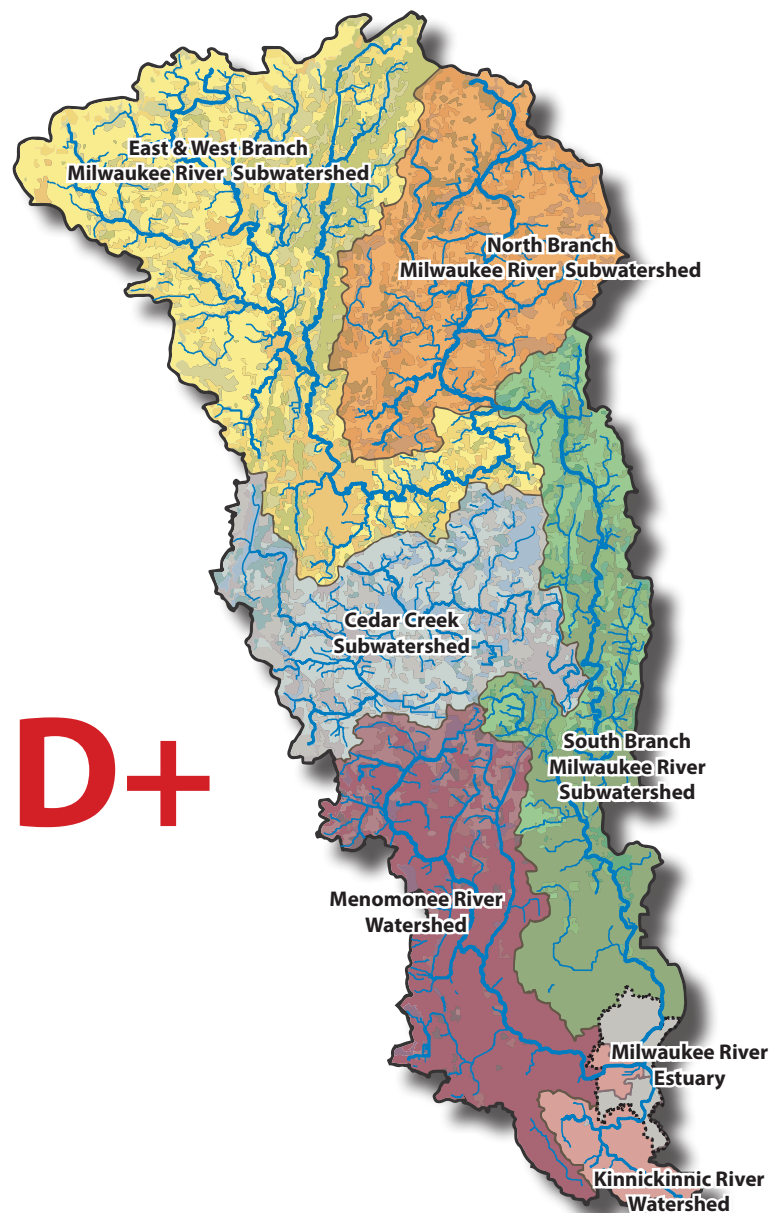 East & West Branch
Milwaukee River Subwatershed
North Branch
Milwaukee River Subwatershed
Cedar Creek
Subwatershed
D+
South Branch
Milwaukee River
Subwatershed
Menomonee River
Watershed
Milwaukee River
Estuary
Kinnickinnic River
Watershed